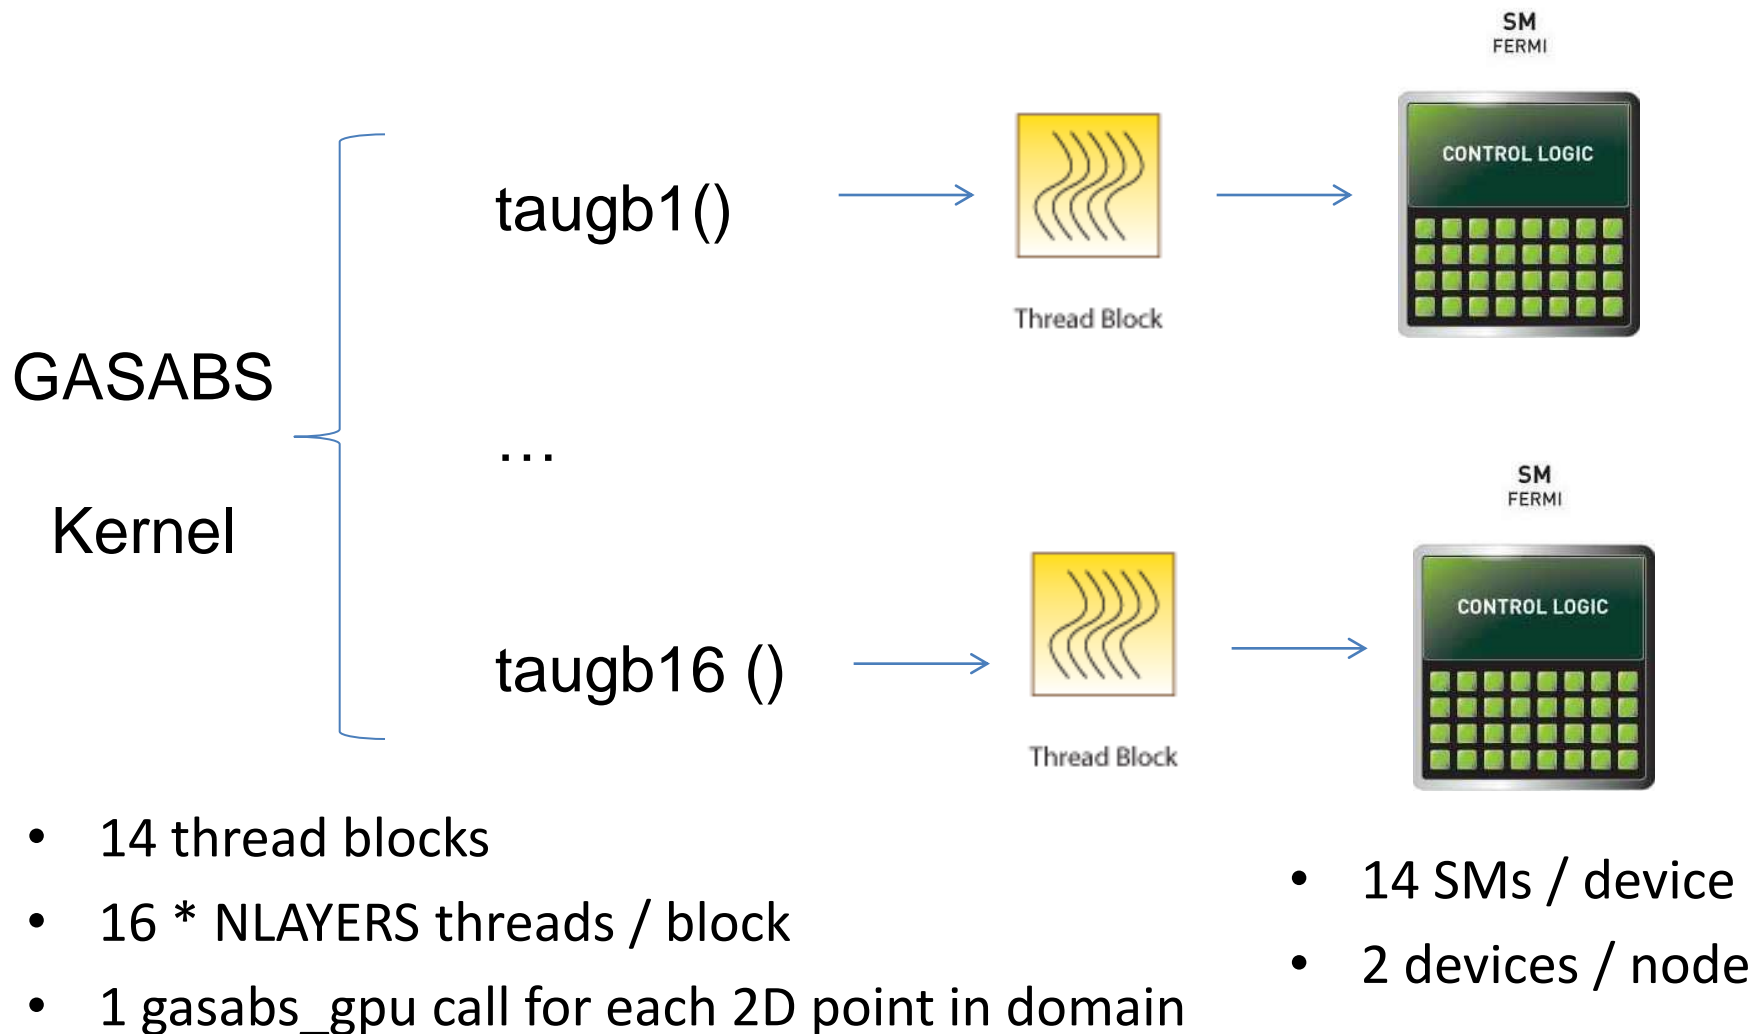 SM
FERMI
CONTROL LOGIC
taugb1()
Thread Block
GASABS
Kernel
…
SM
FERMI
CONTROL LOGIC
taugb16 ()
Thread Block
• 14 thread blocks
• 16 * NLAYERS threads / block
• 1 gasabs_gpu call for each 2D point in domain
• 14 SMs / device
• 2 devices / node